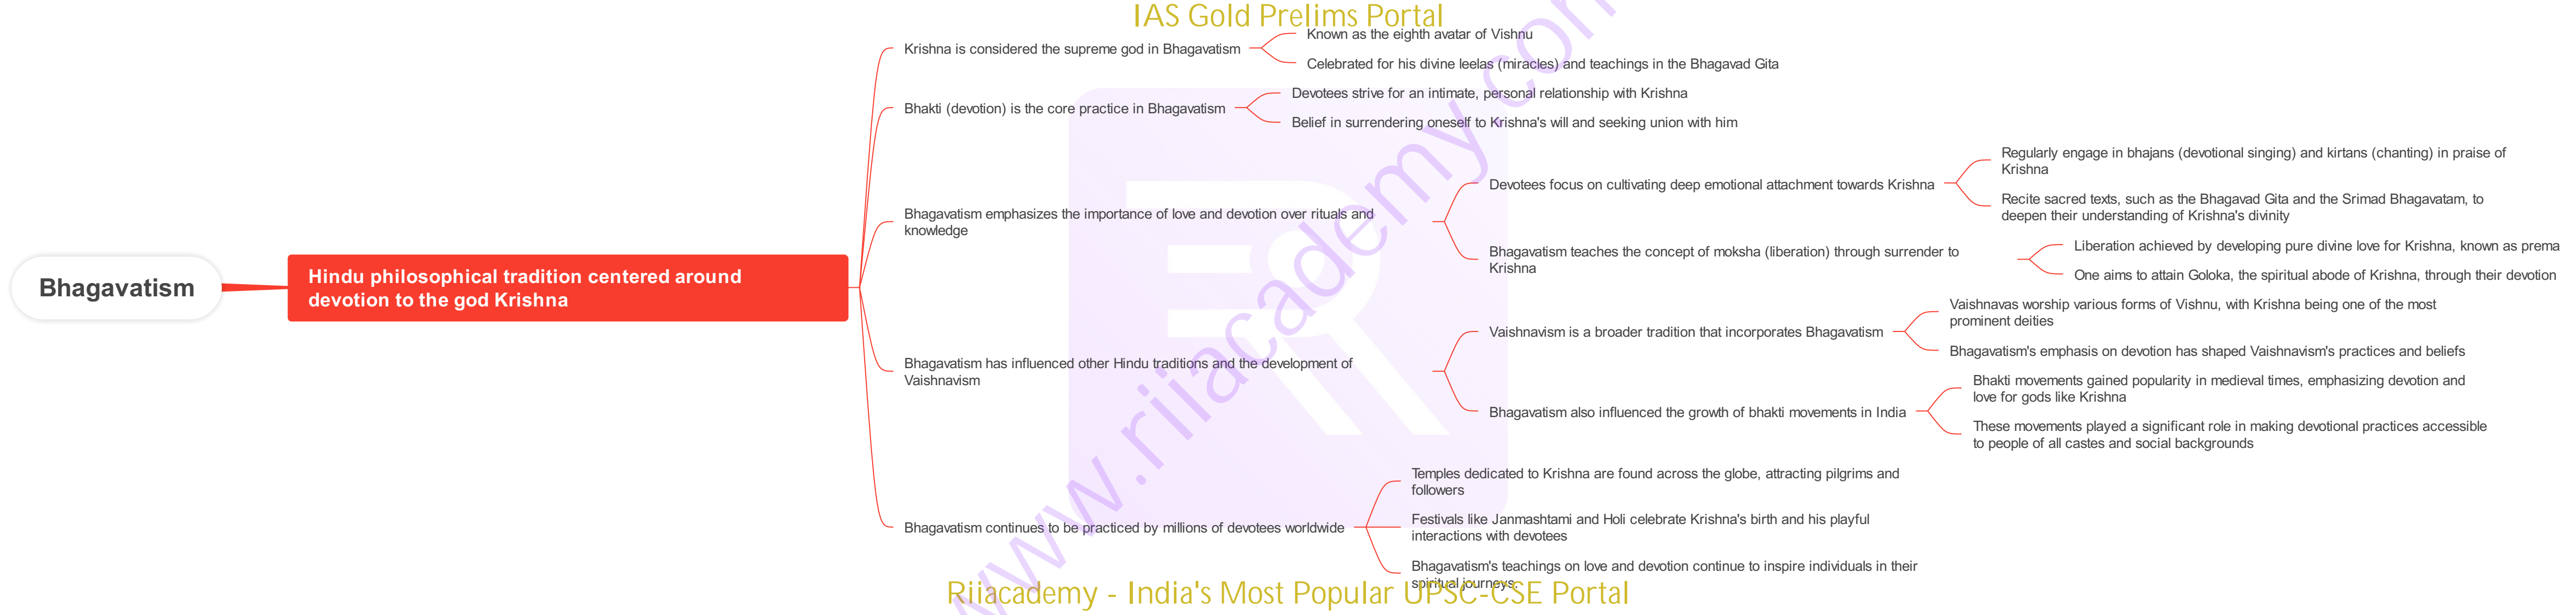 IAS Gold Prelims Portal
Bhagavatism
Hindu philosophical tradition centered around
devotion to the god Krishna
Krishna is considered the supreme god in Bhagavatism
Known as the eighth avatar of Vishnu
Celebrated for his divine leelas (miracles) and teachings in the Bhagavad Gita
Bhakti (devotion) is the core practice in Bhagavatism
Devotees strive for an intimate, personal relationship with Krishna
Belief in surrendering oneself to Krishna's will and seeking union with him
Bhagavatism emphasizes the importance of love and devotion over rituals and
knowledge
Devotees focus on cultivating deep emotional attachment towards Krishna
Regularly engage in bhajans (devotional singing) and kirtans (chanting) in praise of
Krishna
Recite sacred texts, such as the Bhagavad Gita and the Srimad Bhagavatam, to
deepen their understanding of Krishna's divinity
Bhagavatism teaches the concept of moksha (liberation) through surrender to
Krishna
Liberation achieved by developing pure divine love for Krishna, known as prema
One aims to attain Goloka, the spiritual abode of Krishna, through their devotion
Bhagavatism has influenced other Hindu traditions and the development of
Vaishnavism
Vaishnavism is a broader tradition that incorporates Bhagavatism
Vaishnavas worship various forms of Vishnu, with Krishna being one of the most
prominent deities
Bhagavatism's emphasis on devotion has shaped Vaishnavism's practices and beliefs
Bhagavatism also influenced the growth of bhakti movements in India
Bhakti movements gained popularity in medieval times, emphasizing devotion and
love for gods like Krishna
These movements played a significant role in making devotional practices accessible
to people of all castes and social backgrounds
Bhagavatism continues to be practiced by millions of devotees worldwide
Temples dedicated to Krishna are found across the globe, attracting pilgrims and
followers
Festivals like Janmashtami and Holi celebrate Krishna's birth and his playful
interactions with devotees
Bhagavatism's teachings on love and devotion continue to inspire individuals in their
spiritual journeys.
www.riiacademy.com
Riiacademy - India's Most Popular UPSC-CSE Portal